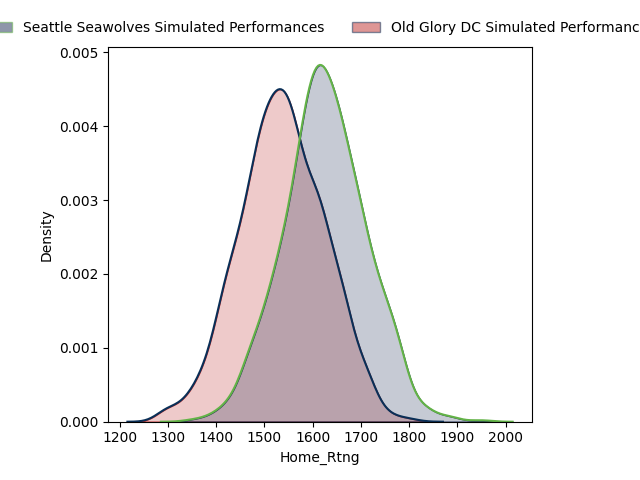 Seattle Seawolves Simulated Performances
Old Glory DC Simulated Performanc
0.005
0.004
0.003
0.002
0.001
0.000
Density
1200 1300 1400 1500 1600 1700 1800 1900 2000
Home_Rtng